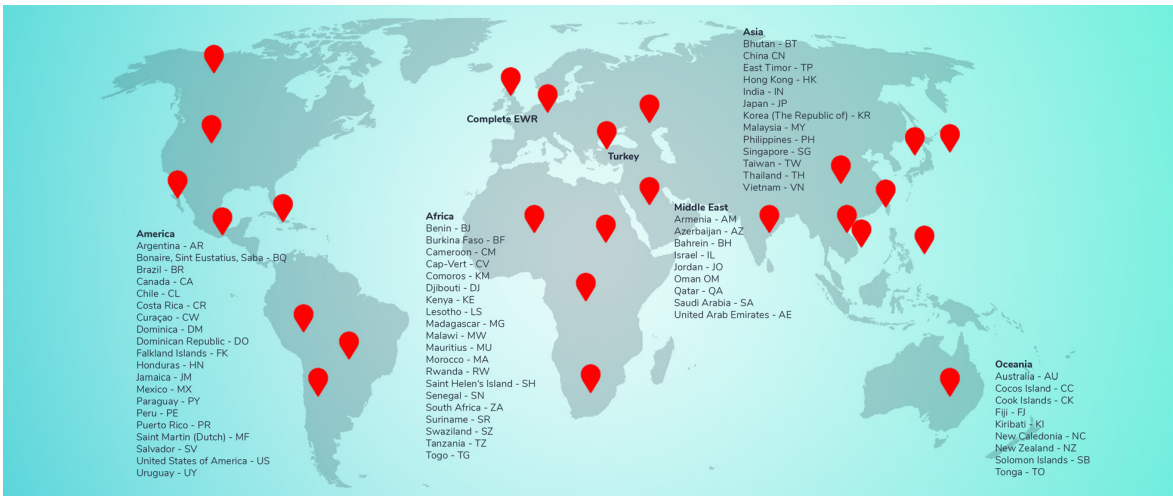 Asia
Bhutan - BT
China CN
East Timor - TP
Hong Kong - HK
India - IN
Japan - JP
Korea (The Republic of) - KR
Malaysia - MY
Philippines - PH
Singapore - SG
Taiwan - TW
Thailand - TH
Vietnam - VN
Complete EWR
Turkey
Middle East
Armenia - AM
Azerbaijan - AZ
Bahrein - BH
Israel - IL
Jordan - JO
Oman OM
Qatar - QA
Saudi Arabia - SA
United Arab Emirates - AE
Africa
Benin - BJ
Burkina Faso - BF
Cameroon - CM
Cap-Vert - CV
Comoros - KM
Djibouti - DJ
Kenya - KE
Lesotho - LS
Madagascar - MG
Malawi - MW
Mauritius - MU
Morocco - MA
Rwanda - RW
Saint Helen's Island - SH
Senegal - SN
South Africa - ZA
Suriname - SR
Swaziland - SZ
Tanzania - TZ
Togo - TG
America
Argentina - AR
Bonaire, Sint Eustatius, Saba - BQ
Brazil - BR
Canada - CA
Chile - CL
Costa Rica - CR
Curaçao - CW
Dominica - DM
Dominican Republic - DO
Falkland Islands - FK
Honduras - HN
Jamaica - JM
Mexico - MX
Paraguay - PY
Peru - PE
Puerto Rico - PR
Saint Martin (Dutch) - MF
Salvador - SV
United States of America - US
Uruguay - UY
Oceania
Australia - AU
Cocos Island - CC
Cook Islands - CK
Fiji - FJ
Kiribati - KI
New Caledonia - NC
New Zealand - NZ
Solomon Islands - SB
Tonga - TO